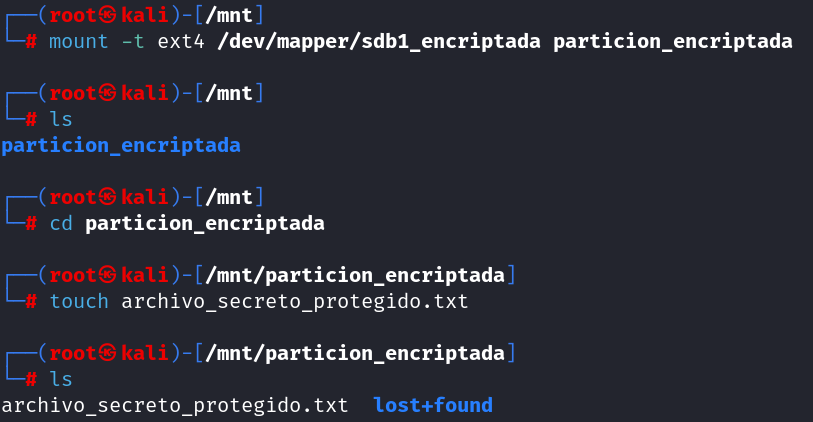 ┌──(root㉿kali)-[/mnt]
└─# mount -t ext4 /dev/mapper/sdb1_encriptada particion_encriptada
┌──(root㉿kali)-[/mnt]
└─# ls
particion_encriptada
┌──(root㉿kali)-[/mnt]
└─# cd particion_encriptada
┌──(root㉿kali)-[/mnt/particion_encriptada]
└─# touch archivo_secreto_protegido.txt
┌──(root㉿kali)-[/mnt/particion_encriptada]
└─# ls
archivo_secreto_protegido.txt  lost+found